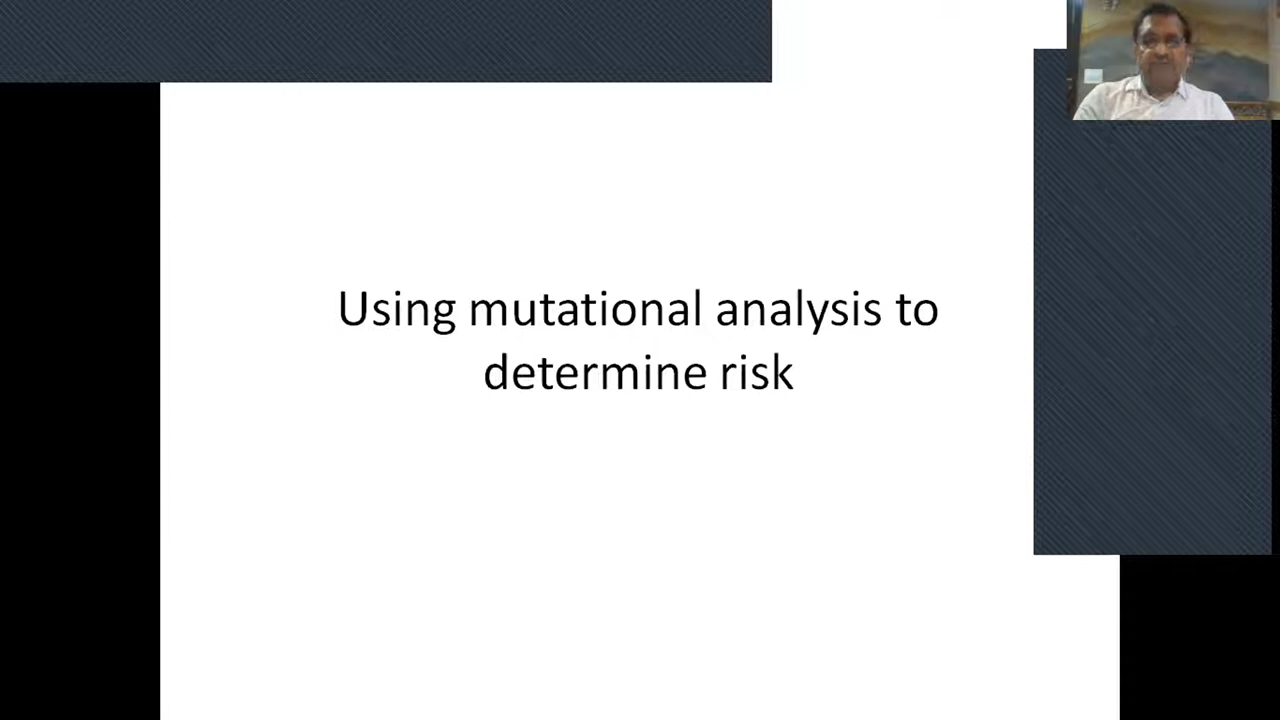 Using mutational analysis to
determine risk